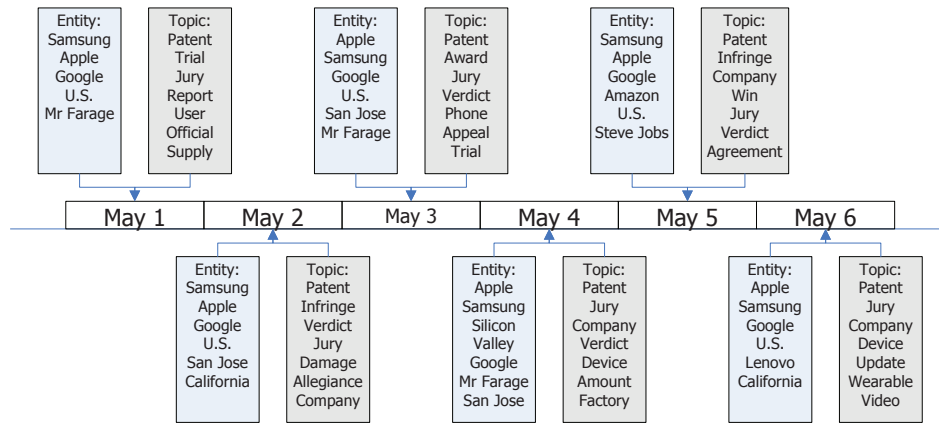 Entity:
Samsung
Apple
Google
U.S.
Mr Farage
Topic:
Patent
Trial
Jury
Report
User
Official
Supply
Entity:
Apple
Samsung
Google
U.S.
San Jose
Mr Farage
Topic:
Patent
Award
Jury
Verdict
Phone
Appeal
Trial
Entity:
Samsung
Apple
Google
Amazon
U.S.
Steve Jobs
Topic:
Patent
Infringe
Company
Win
Jury
Verdict
Agreement
May 1
May 2
May 3
May 4
May 5
May 6
Entity:
Samsung
Apple
Google
U.S.
San Jose
California
Topic:
Patent
Infringe
Verdict
Jury
Damage
Allegiance
Company
Entity:
Apple
Samsung
Silicon
Valley
Google
Mr Farage
San Jose
Topic:
Patent
Jury
Company
Verdict
Device
Amount
Factory
Entity:
Apple
Samsung
Google
U.S.
Lenovo
California
Topic:
Patent
Jury
Company
Device
Update
Wearable
Video